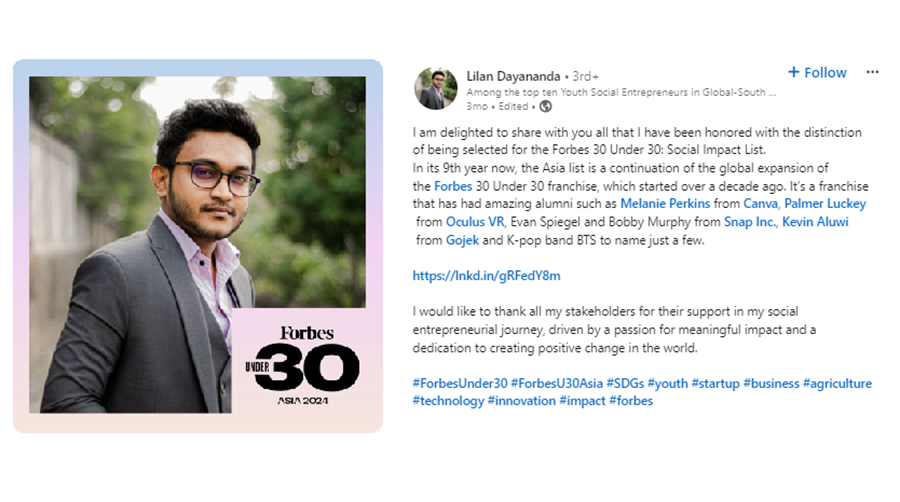 Forbes
UNDER 30
ASIA 2024
Lilan Dayananda • 3rd+
+ Follow ...
Among the top ten Youth Social Entrepreneurs in Global-South ...
3mo • Edited •
I am delighted to share with you all that I have been honored with the distinction
of being selected for the Forbes 30 Under 30: Social Impact List.
In its 9th year now, the Asia list is a continuation of the global expansion of
the Forbes 30 Under 30 franchise, which started over a decade ago. It's a franchise
that has had amazing alumni such as Melanie Perkins from Canva, Palmer Luckey
from Oculus VR, Evan Spiegel and Bobby Murphy from Snap Inc., Kevin Aluwi
from Gojek and K-pop band BTS to name just a few.
https://lnkd.in/gRFedY8m
I would like to thank all my stakeholders for their support in my social
entrepreneurial journey, driven by a passion for meaningful impact and a
dedication to creating positive change in the world.
#ForbesUnder30 #ForbesU30Asia #SDGs #youth #startup #business #agriculture
#technology #innovation #impact #forbes